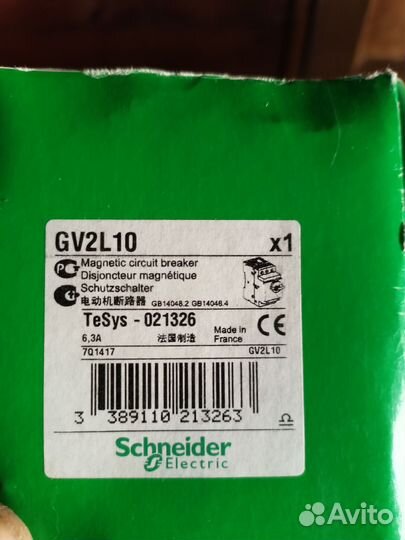 GV2L10 x1
Magnetic circuit breaker
Disjoncteur magnétique
Schutzschalter
电动机断路器 GB14048.2 GB14048.4
TeSys - 021326
6,3A 法国制造 Made in France CE
7Q1417 GV2L10
3 389110 213263
Schneider
Electric
Avito